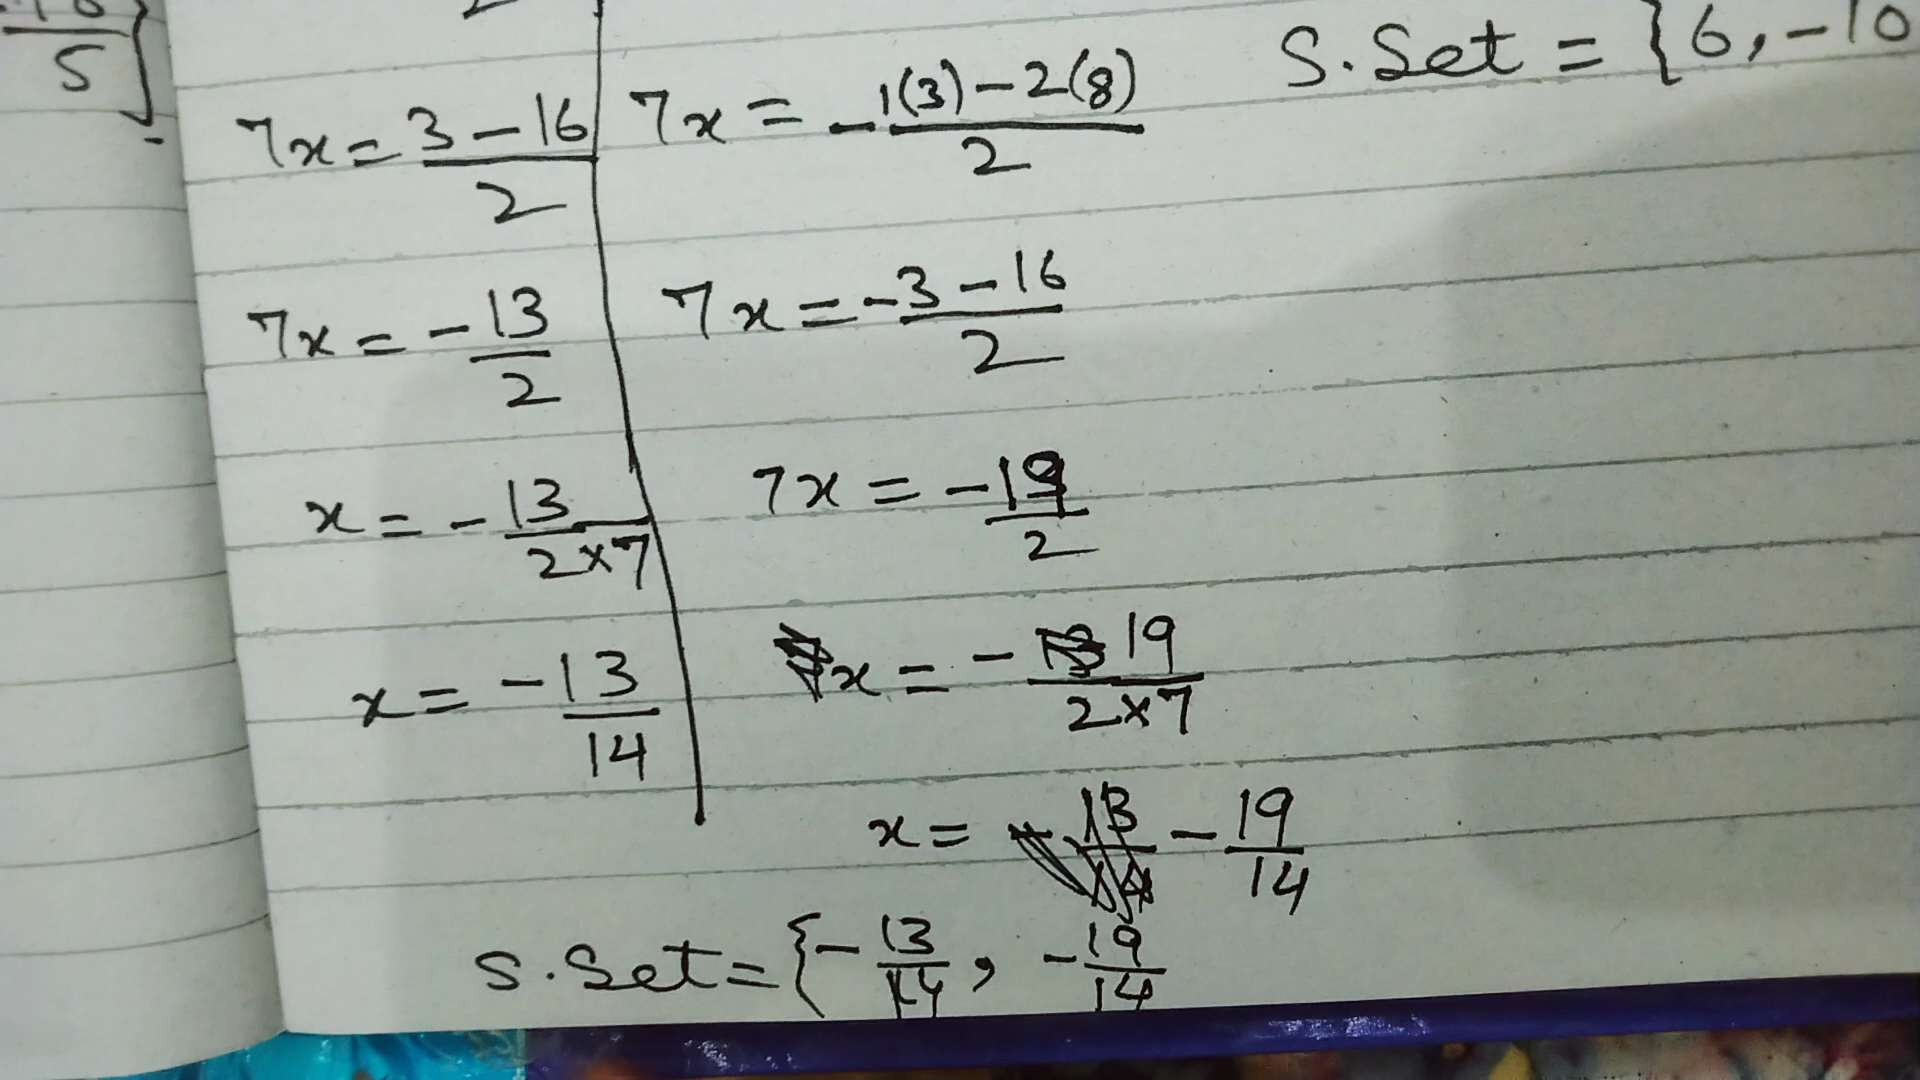 5}.
7x = 3 - 16 / 2
7x = -13/2
x = -13/2×7
x = -13/14
7x = -1(3) - 2(8) / 2
7x = -3 - 16 / 2
7x = -19/2
x = -19/2×7
x = -19/14
S.Set = {-13/14, -19/14
S.Set = {6, -10